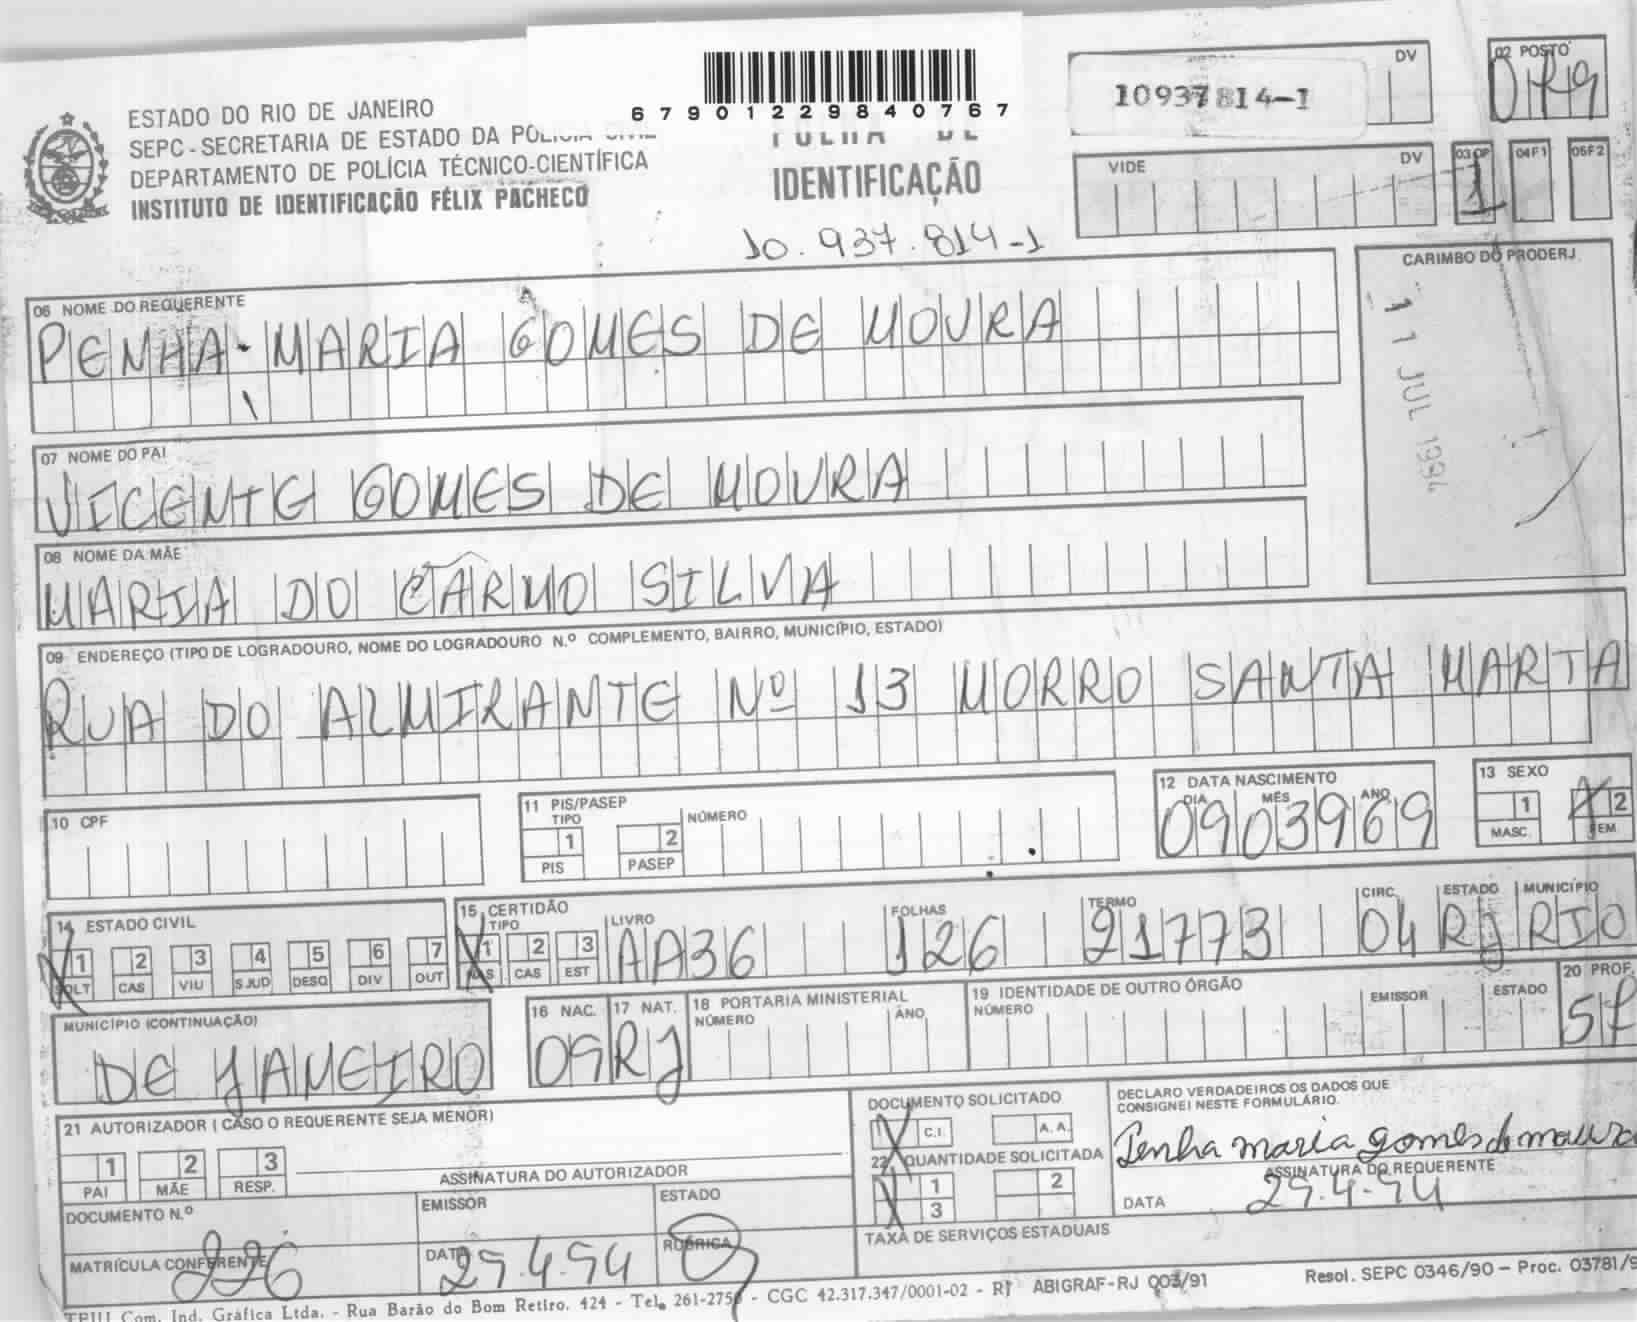 67901229840767
ESTADO DO RIO DE JANEIRO
SEPC - SECRETARIA DE ESTADO DA POLICIA CIVIL
DEPARTAMENTO DE POLÍCIA TÉCNICO-CIENTÍFICA
INSTITUTO DE IDENTIFICAÇÃO FÉLIX PACHECO
FOLHA DE
IDENTIFICAÇÃO
10937814-1
DV
02 POSTO
VIDE DV
03 OP 04 F1 05 F2
1
10.937.814-1
CARIMBO DO PRODERJ
11 JUL 1994
06 NOME DO REQUERENTE
PENHA MARIA GOMES DE MOURA
07 NOME DO PAI
VICENTE GOMES DE MOURA
08 NOME DA MÃE
MARIA DO CARMO SILVA
09 ENDEREÇO (TIPO DE LOGRADOURO, NOME DO LOGRADOURO N.º COMPLEMENTO, BAIRRO, MUNICÍPIO, ESTADO)
RUA DO ALMIRANTE Nº 13 MORRO SANTA MARTA
10 CPF
11 PIS/PASEP
TIPO NÚMERO
1 2
PIS PASEP
12 DATA NASCIMENTO
DIA MÊS ANO
0903969
13 SEXO
1 2
MASC. FEM.
14 ESTADO CIVIL
1 2 3 4 5 6 7
SOLT CAS VIU S JUD DESQ DIV OUT
15 CERTIDÃO
TIPO LIVRO FOLHAS TERMO CIRC. ESTADO MUNICÍPIO
1 2 3
NAS CAS EST
AA36 126 21773 04 RJ RIO
MUNICÍPIO (CONTINUAÇÃO)
DE JANEIRO
16 NAC. 17 NAT.
09 RJ
18 PORTARIA MINISTERIAL
NÚMERO ANO
19 IDENTIDADE DE OUTRO ÓRGÃO
NÚMERO EMISSOR ESTADO
20 PROF.
21 AUTORIZADOR (CASO O REQUERENTE SEJA MENOR)
1 2 3
PAI MÃE RESP.
ASSINATURA DO AUTORIZADOR
DOCUMENTO N.º EMISSOR ESTADO
MATRÍCULA CONFERENTE DATA RUBRICA
226 29.4.94
DOCUMENTO SOLICITADO
1 C.I. A.A.
22 QUANTIDADE SOLICITADA
1 2
3
DECLARO VERDADEIROS OS DADOS QUE
CONSIGNEI NESTE FORMULÁRIO.
Penha maria gomes de moura
ASSINATURA DO REQUERENTE
DATA 29.4.94
TAXA DE SERVIÇOS ESTADUAIS
Com. Ind. Gráfica Ltda. - Rua Barão do Bom Retiro, 424 - Tel. 261-2756 - CGC 42.317.347/0001-02 - RJ ABIGRAF-RJ 003/91
Resol. SEPC 0346/90 - Proc. 03781/9